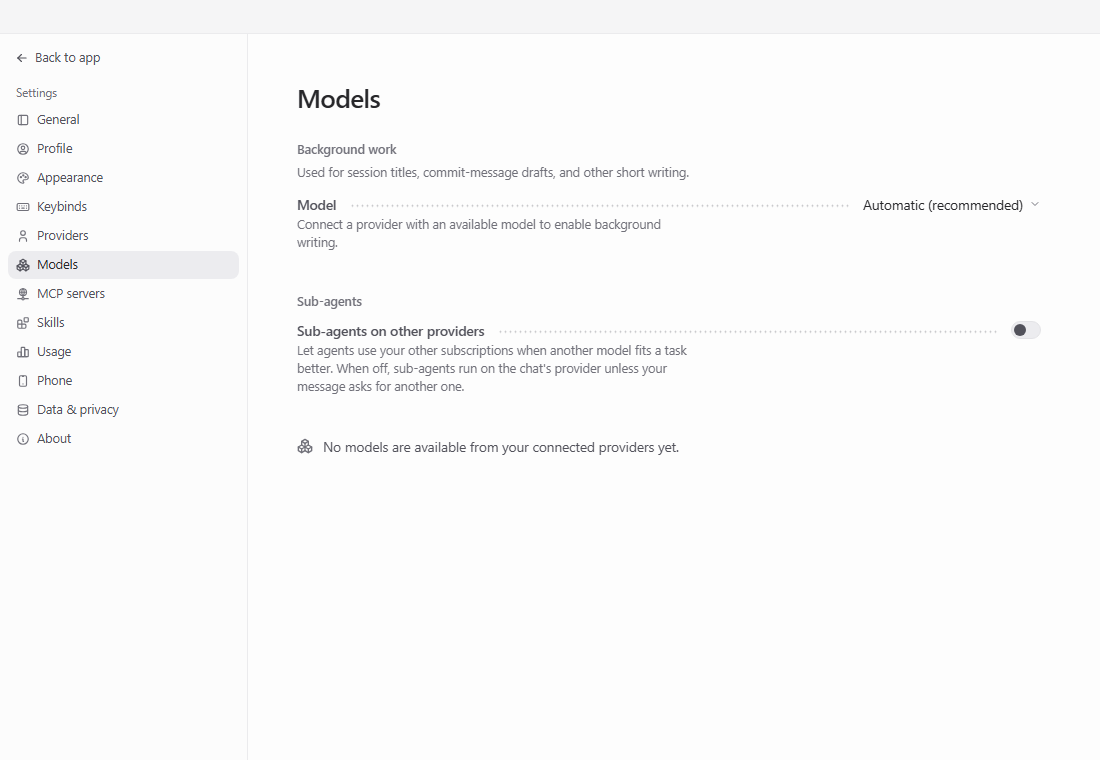 Back to app
Settings
General
Profile
Appearance
Keybinds
Providers
Models
MCP servers
Skills
Usage
Phone
Data & privacy
About
Models
Background work
Used for session titles, commit-message drafts, and other short writing.
Model
Automatic (recommended)
Connect a provider with an available model to enable background
writing.
Sub-agents
Sub-agents on other providers
Let agents use your other subscriptions when another model fits a task
better. When off, sub-agents run on the chat's provider unless your
message asks for another one.
No models are available from your connected providers yet.